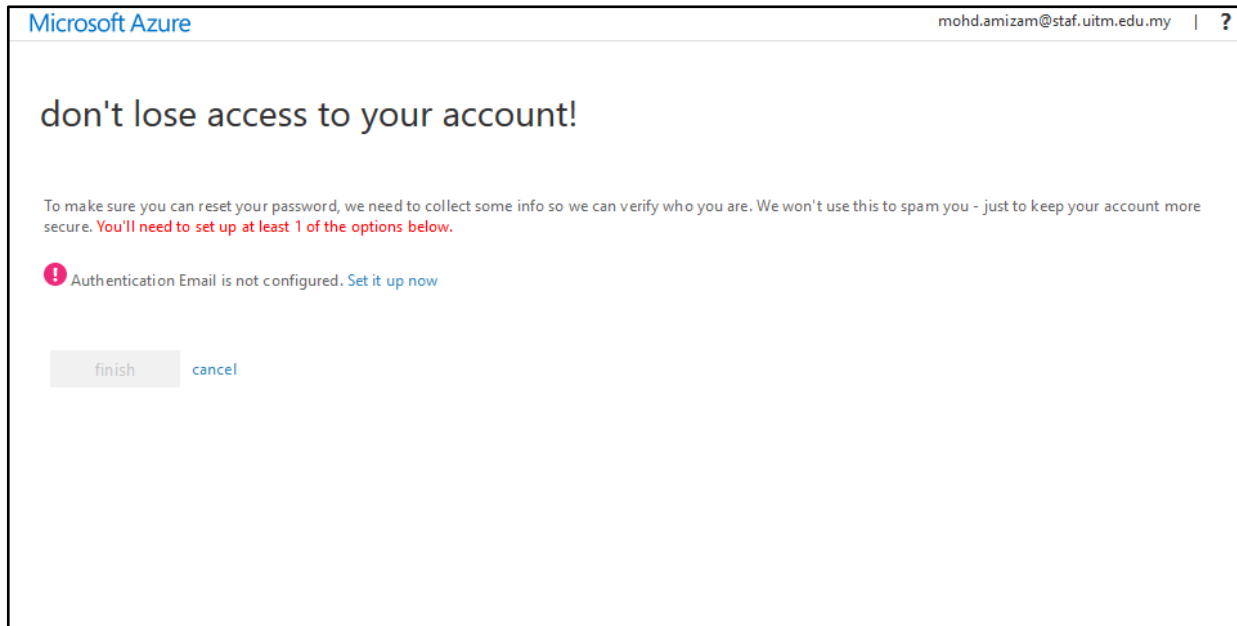 Microsoft Azure
mohd.amizam@staf.uitm.edu.my | ?
don't lose access to your account!
To make sure you can reset your password, we need to collect some info so we can verify who you are. We won't use this to spam you - just to keep your account more
secure. You'll need to set up at least 1 of the options below.
! Authentication Email is not configured. Set it up now
finish cancel